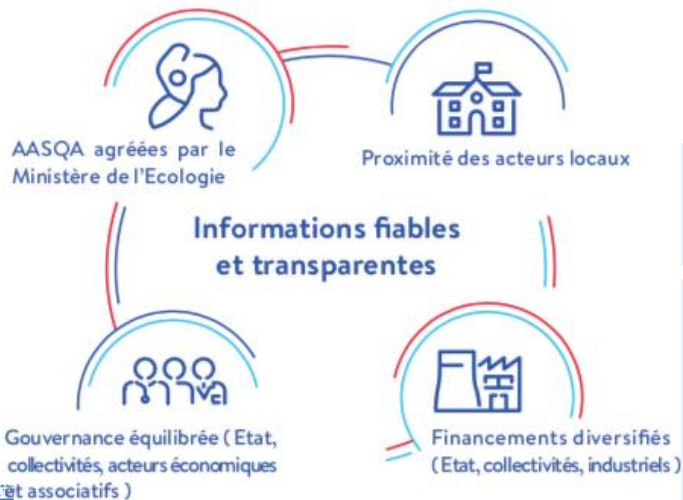 AASQA agréées par le
Ministère de l'Ecologie
Proximité des acteurs locaux
Informations fiables
et transparentes
Gouvernance équilibrée ( Etat,
collectivités, acteurs économiques
et associatifs )
Financements diversifiés
( Etat, collectivités, industriels )